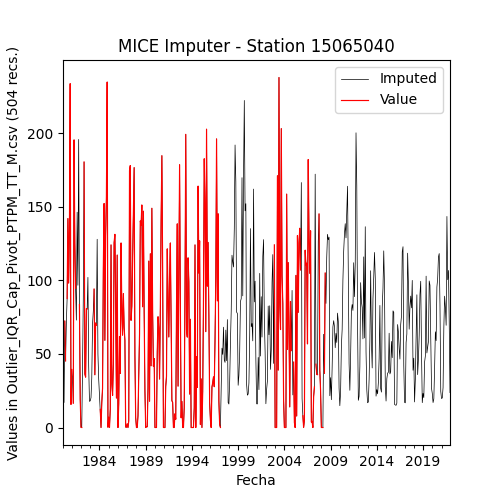 MICE Imputer - Station 15065040
Imputed
Value
Values in Outlier_IQR_Cap_Pivot_PTPM_TT_M.csv (504 recs.)
200
150
100
50
0
1984 1989 1994 1999 2004 2009 2014 2019
Fecha